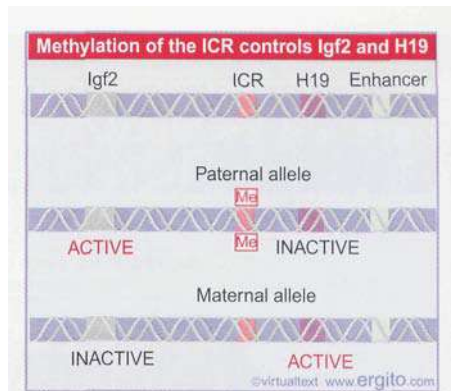 Methylation of the ICR controls Igf2 and H19
Igf2 ICR H19 Enhancer
Paternal allele
Me
ACTIVE Me INACTIVE
Maternal allele
INACTIVE ACTIVE
©virtualtext www.ergito.com